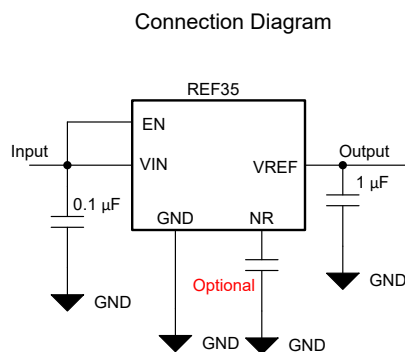 Connection Diagram
REF35
EN
Input
VIN
VREF
Output
0.1 µF
1 µF
GND
NR
Optional
GND
GND
GND
GND